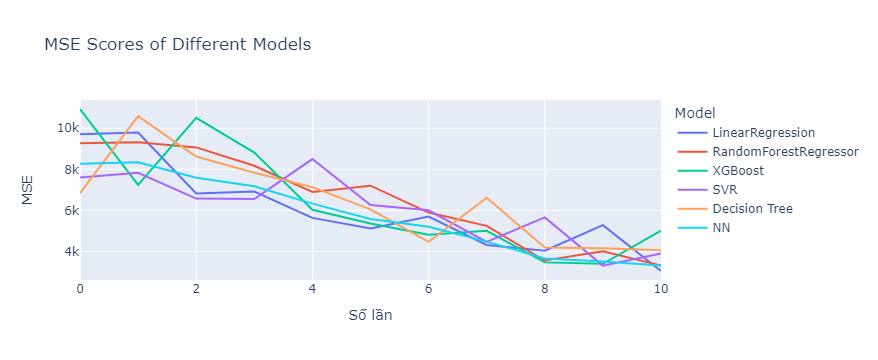 MSE Scores of Different Models
Model
LinearRegression
RandomForestRegressor
XGBoost
SVR
Decision Tree
NN
MSE
10k
8k
6k
4k
0
2
4
6
8
10
Số lần